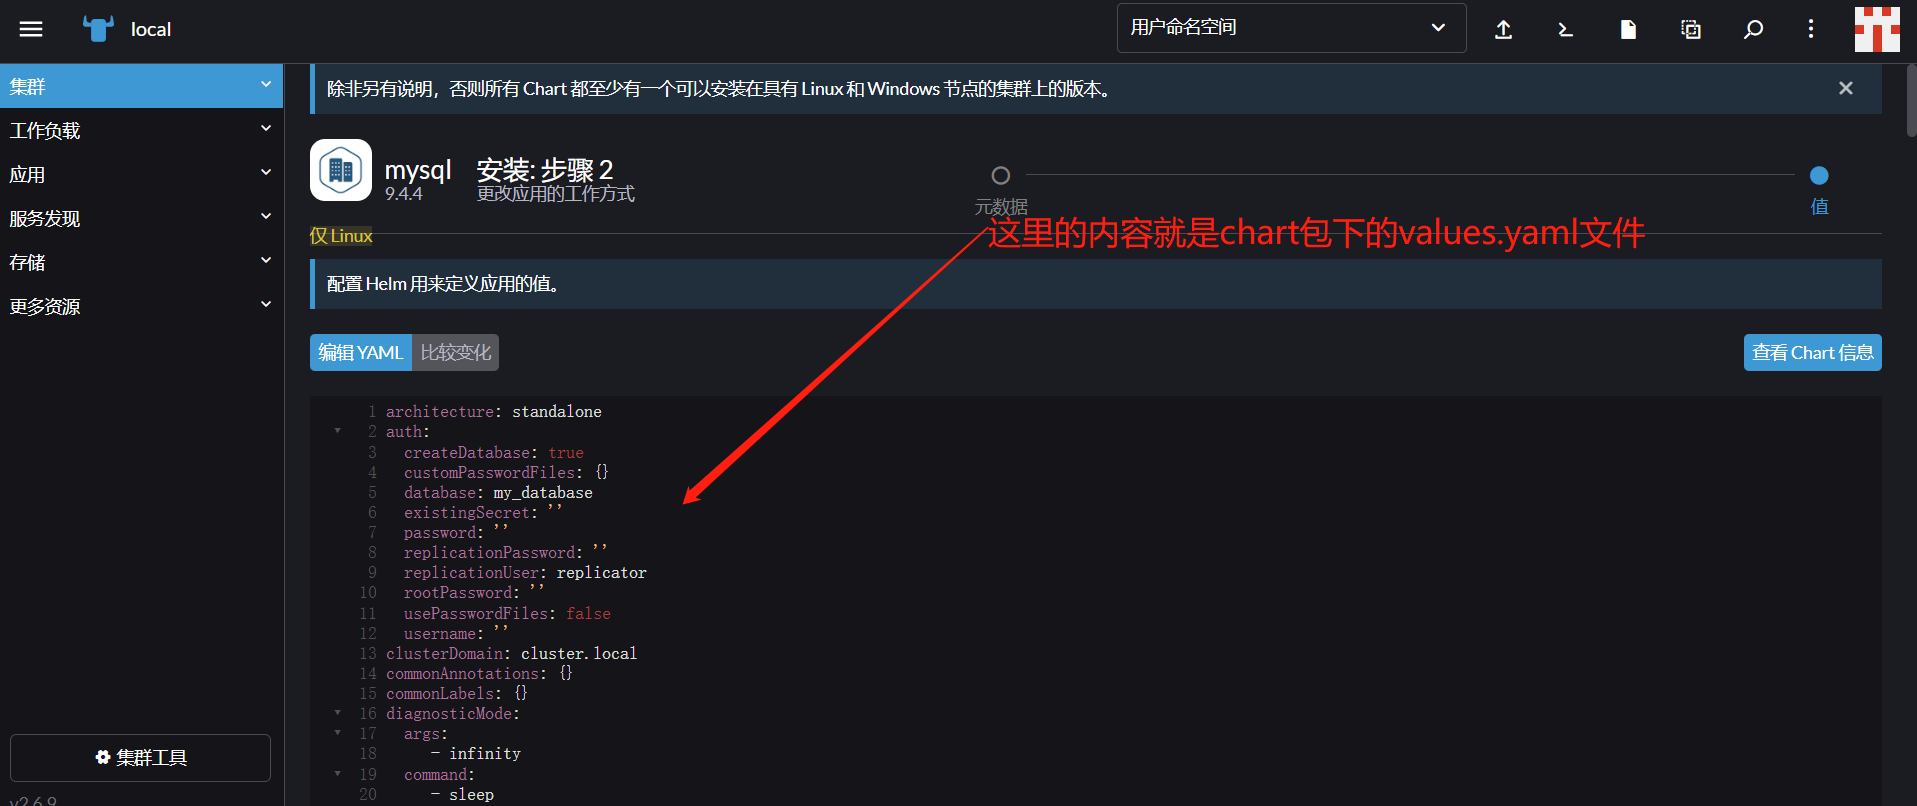 local
用户命名空间
集群
工作负载
应用
服务发现
存储
更多资源
集群工具
v2.6.9
除非另有说明，否则所有 Chart 都至少有一个可以安装在具有 Linux 和 Windows 节点的集群上的版本。
mysql
9.4.4
安装: 步骤 2
更改应用的工作方式
元数据
值
这里的内容就是chart包下的values.yaml文件
仅 Linux
配置 Helm 用来定义应用的值。
编辑 YAML
比较变化
查看 Chart 信息
1 architecture: standalone
2 auth:
3 createDatabase: true
4 customPasswordFiles: {}
5 database: my_database
6 existingSecret: ''
7 password: ''
8 replicationPassword: ''
9 replicationUser: replicator
10 rootPassword: ''
11 usePasswordFiles: false
12 username: ''
13 clusterDomain: cluster.local
14 commonAnnotations: {}
15 commonLabels: {}
16 diagnosticMode:
17 args:
18 - infinity
19 command:
20 - sleep